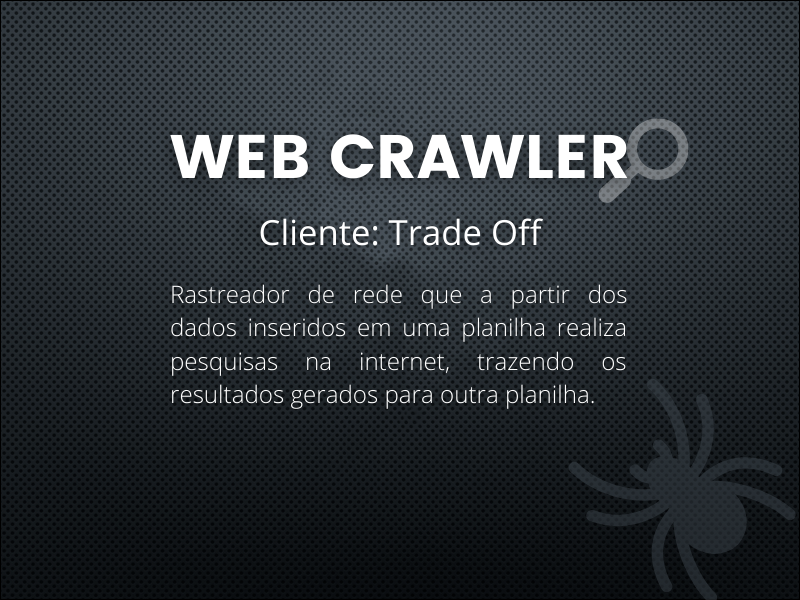 WEB CRAWLER
Cliente: Trade Off
Rastreador de rede que a partir dos
dados inseridos em uma planilha realiza
pesquisas na internet, trazendo os
resultados gerados para outra planilha.